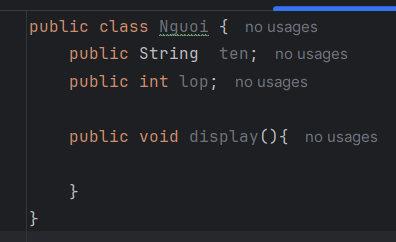 public class Nquoi {  no usages
    public String  ten;  no usages
    public int lop;  no usages
    public void display(){  no usages
    }
}